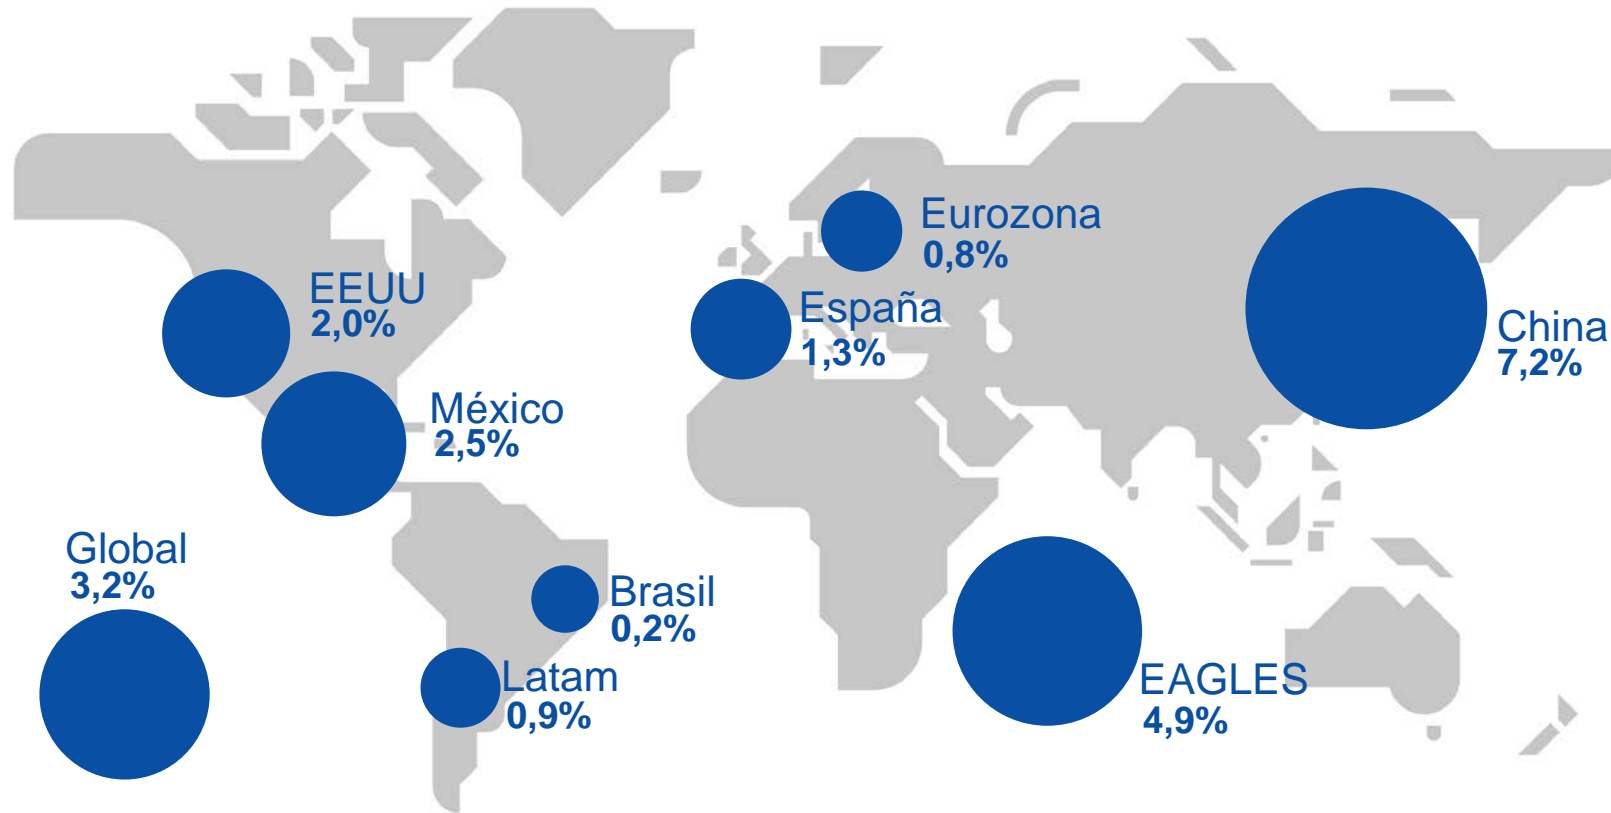 Eurozona
0,8%
EEUU
2,0%
España
1,3%
China
7,2%
México
2,5%
Global
3,2%
Brasil
0,2%
Latam
0,9%
EAGLES
4,9%